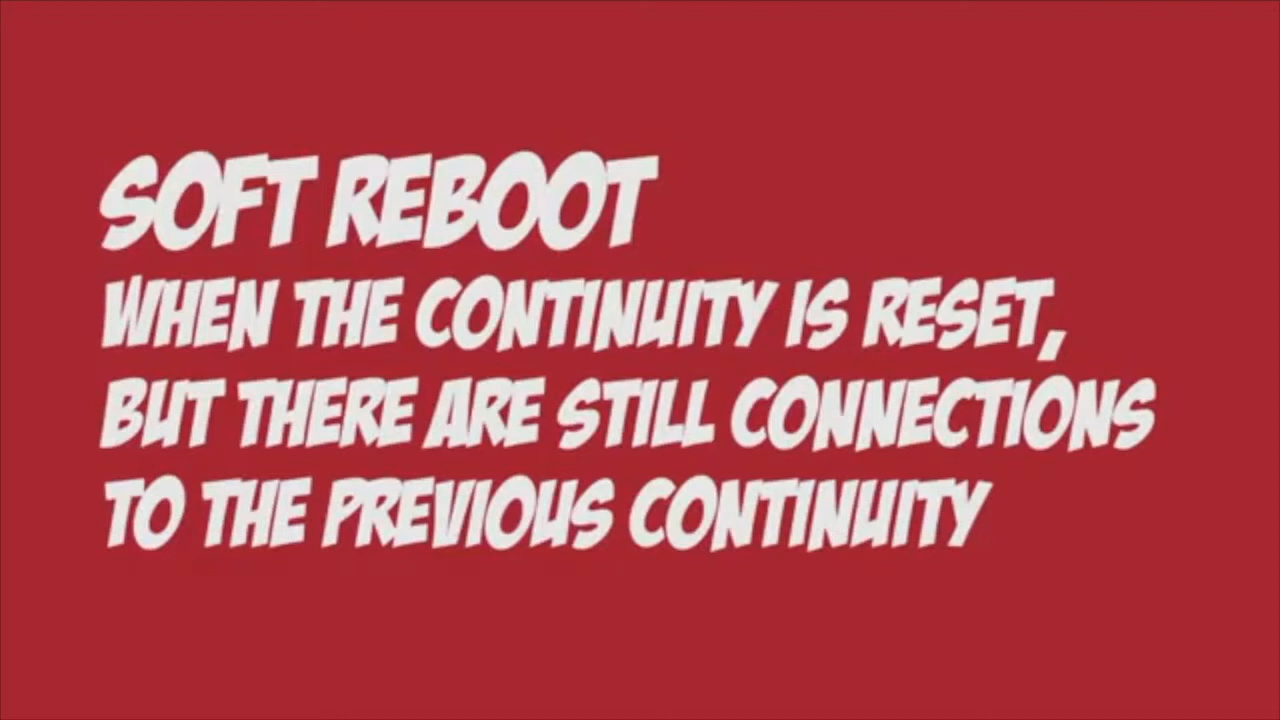 SOFT REBOOT
WHEN THE CONTINUITY IS RESET,
BUT THERE ARE STILL CONNECTIONS
TO THE PREVIOUS CONTINUITY